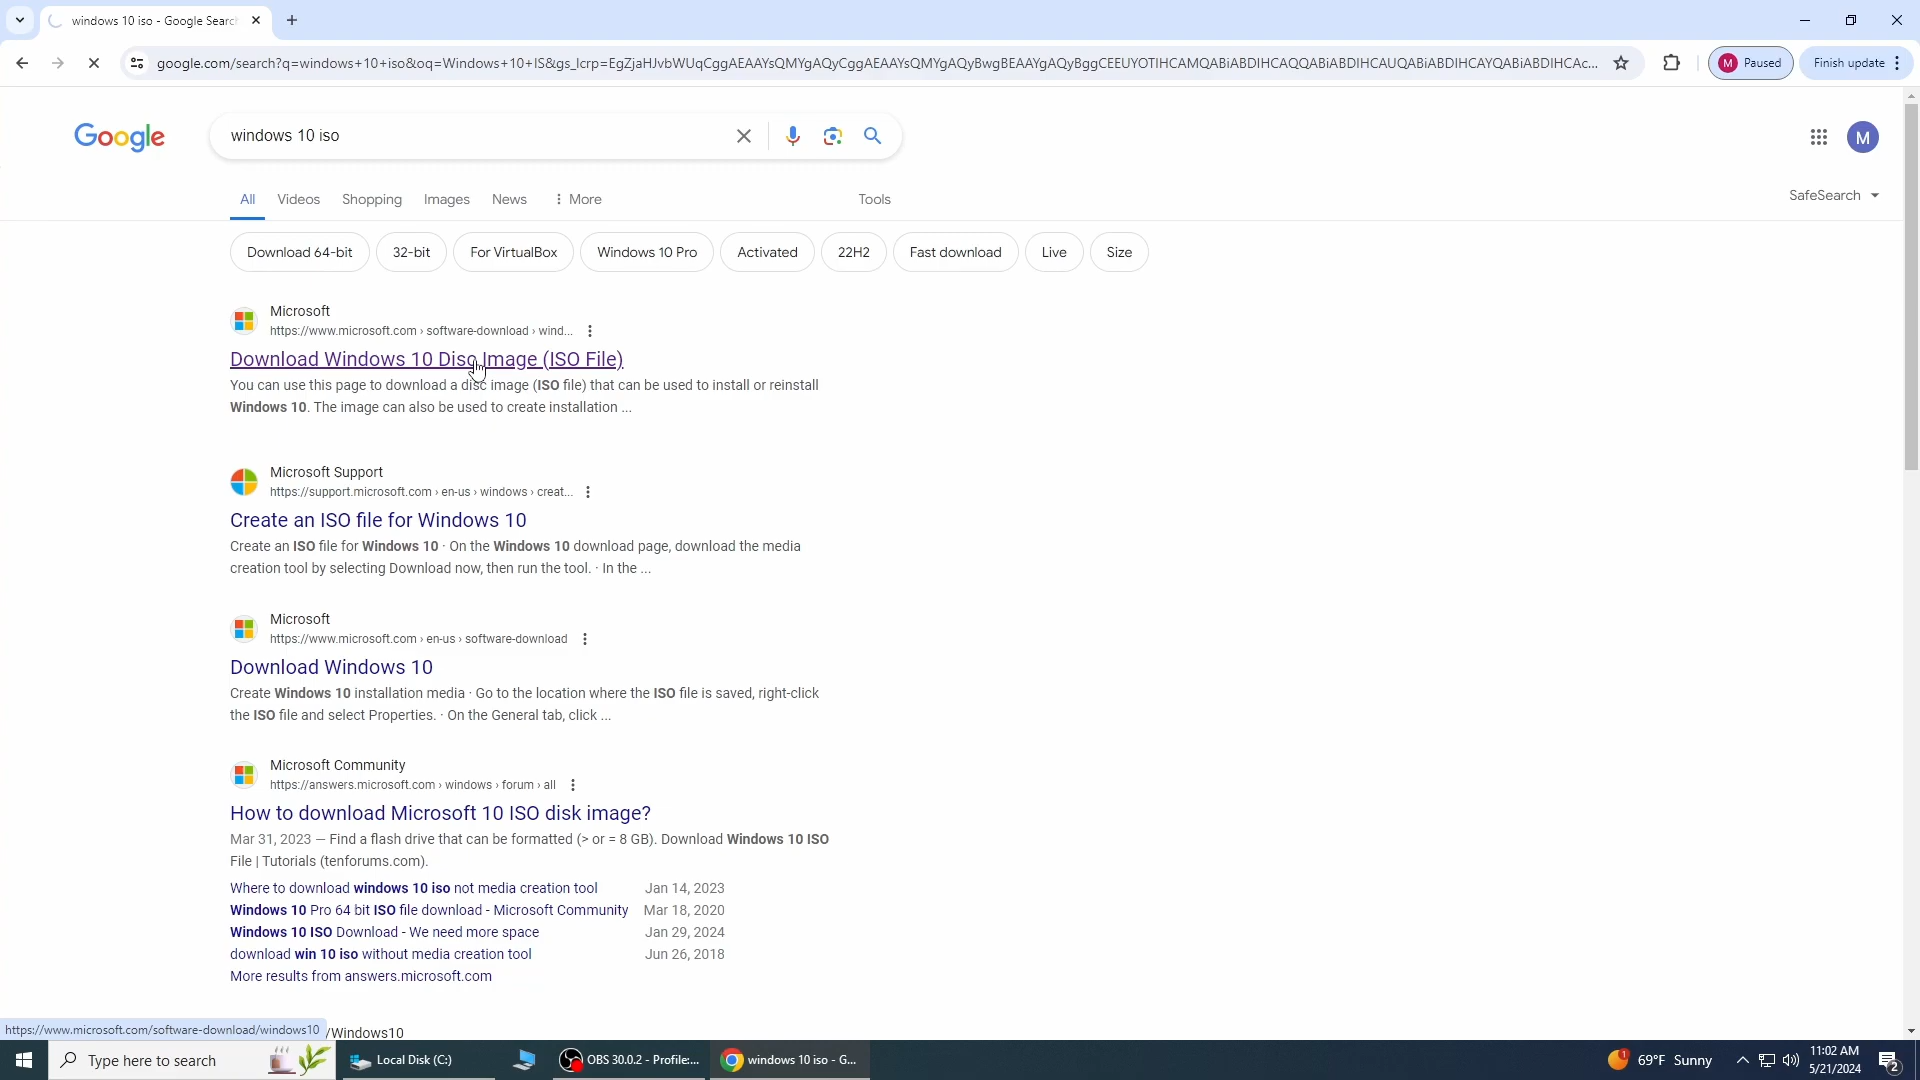 windows 10 iso - Google Search
google.com/search?q=windows+10+iso&oq=Windows+10+IS&gs_lcrp=EgZjaHJvbWUqCggAEAAYsQMYgAQyCggAEAAYsQMYgAQyBwgBEAAYgAQyBggCEEUYOTIHCAMQABiABDIHCAQQABiABDIHCAUQABiABDIHCAYQABiABDIHCAc...
M Paused
Finish update
Google
windows 10 iso
M
All Videos Shopping Images News More Tools
SafeSearch
Download 64-bit 32-bit For VirtualBox Windows 10 Pro Activated 22H2 Fast download Live Size
Microsoft
https://www.microsoft.com › software-download › wind...
Download Windows 10 Disc Image (ISO File)
You can use this page to download a disc image (ISO file) that can be used to install or reinstall
Windows 10. The image can also be used to create installation ...
Microsoft Support
https://support.microsoft.com › en-us › windows › creat...
Create an ISO file for Windows 10
Create an ISO file for Windows 10 · On the Windows 10 download page, download the media
creation tool by selecting Download now, then run the tool. · In the ...
Microsoft
https://www.microsoft.com › en-us › software-download
Download Windows 10
Create Windows 10 installation media · Go to the location where the ISO file is saved, right-click
the ISO file and select Properties. · On the General tab, click ...
Microsoft Community
https://answers.microsoft.com › windows › forum › all
How to download Microsoft 10 ISO disk image?
Mar 31, 2023 — Find a flash drive that can be formatted (> or = 8 GB). Download Windows 10 ISO
File | Tutorials (tenforums.com).
Where to download windows 10 iso not media creation tool Jan 14, 2023
Windows 10 Pro 64 bit ISO file download - Microsoft Community Mar 18, 2020
Windows 10 ISO Download - We need more space Jan 29, 2024
download win 10 iso without media creation tool Jun 26, 2018
More results from answers.microsoft.com
https://www.microsoft.com/software-download/windows10 /Windows10
Type here to search
Local Disk (C:)
OBS 30.0.2 - Profile:...
windows 10 iso - G...
1
69°F Sunny
11:02 AM
5/21/2024
2